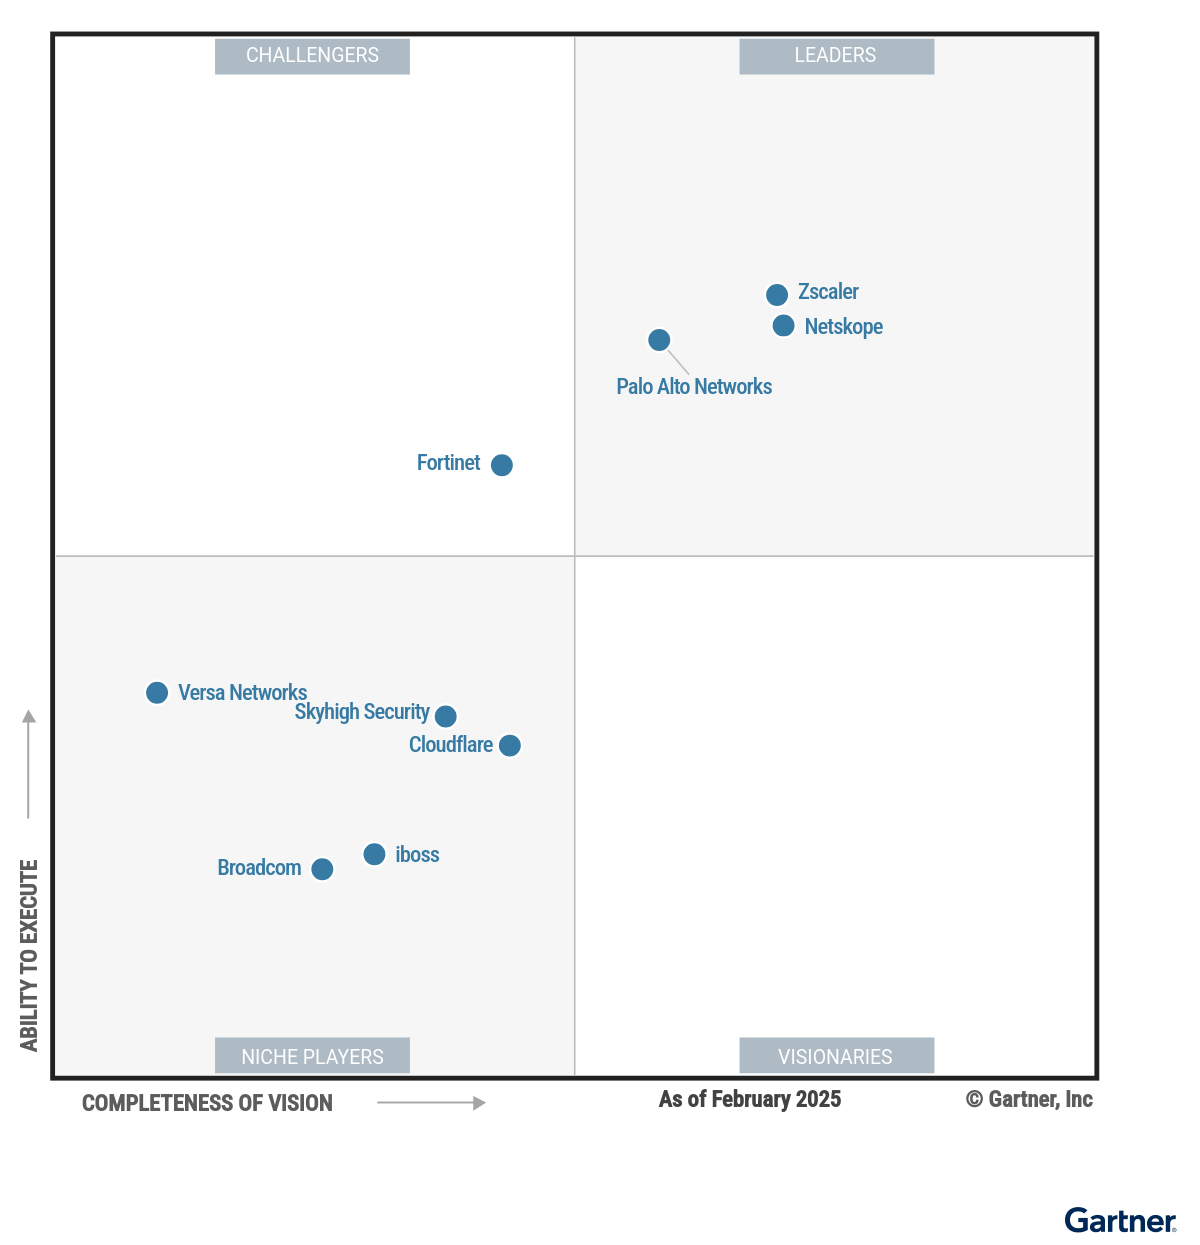 CHALLENGERS
LEADERS
Zscaler
Netskope
Palo Alto Networks
Fortinet
Versa Networks
Skyhigh Security
Cloudflare
iboss
Broadcom
ABILITY TO EXECUTE
NICHE PLAYERS
VISIONARIES
COMPLETENESS OF VISION
As of February 2025
© Gartner, Inc
Gartner®